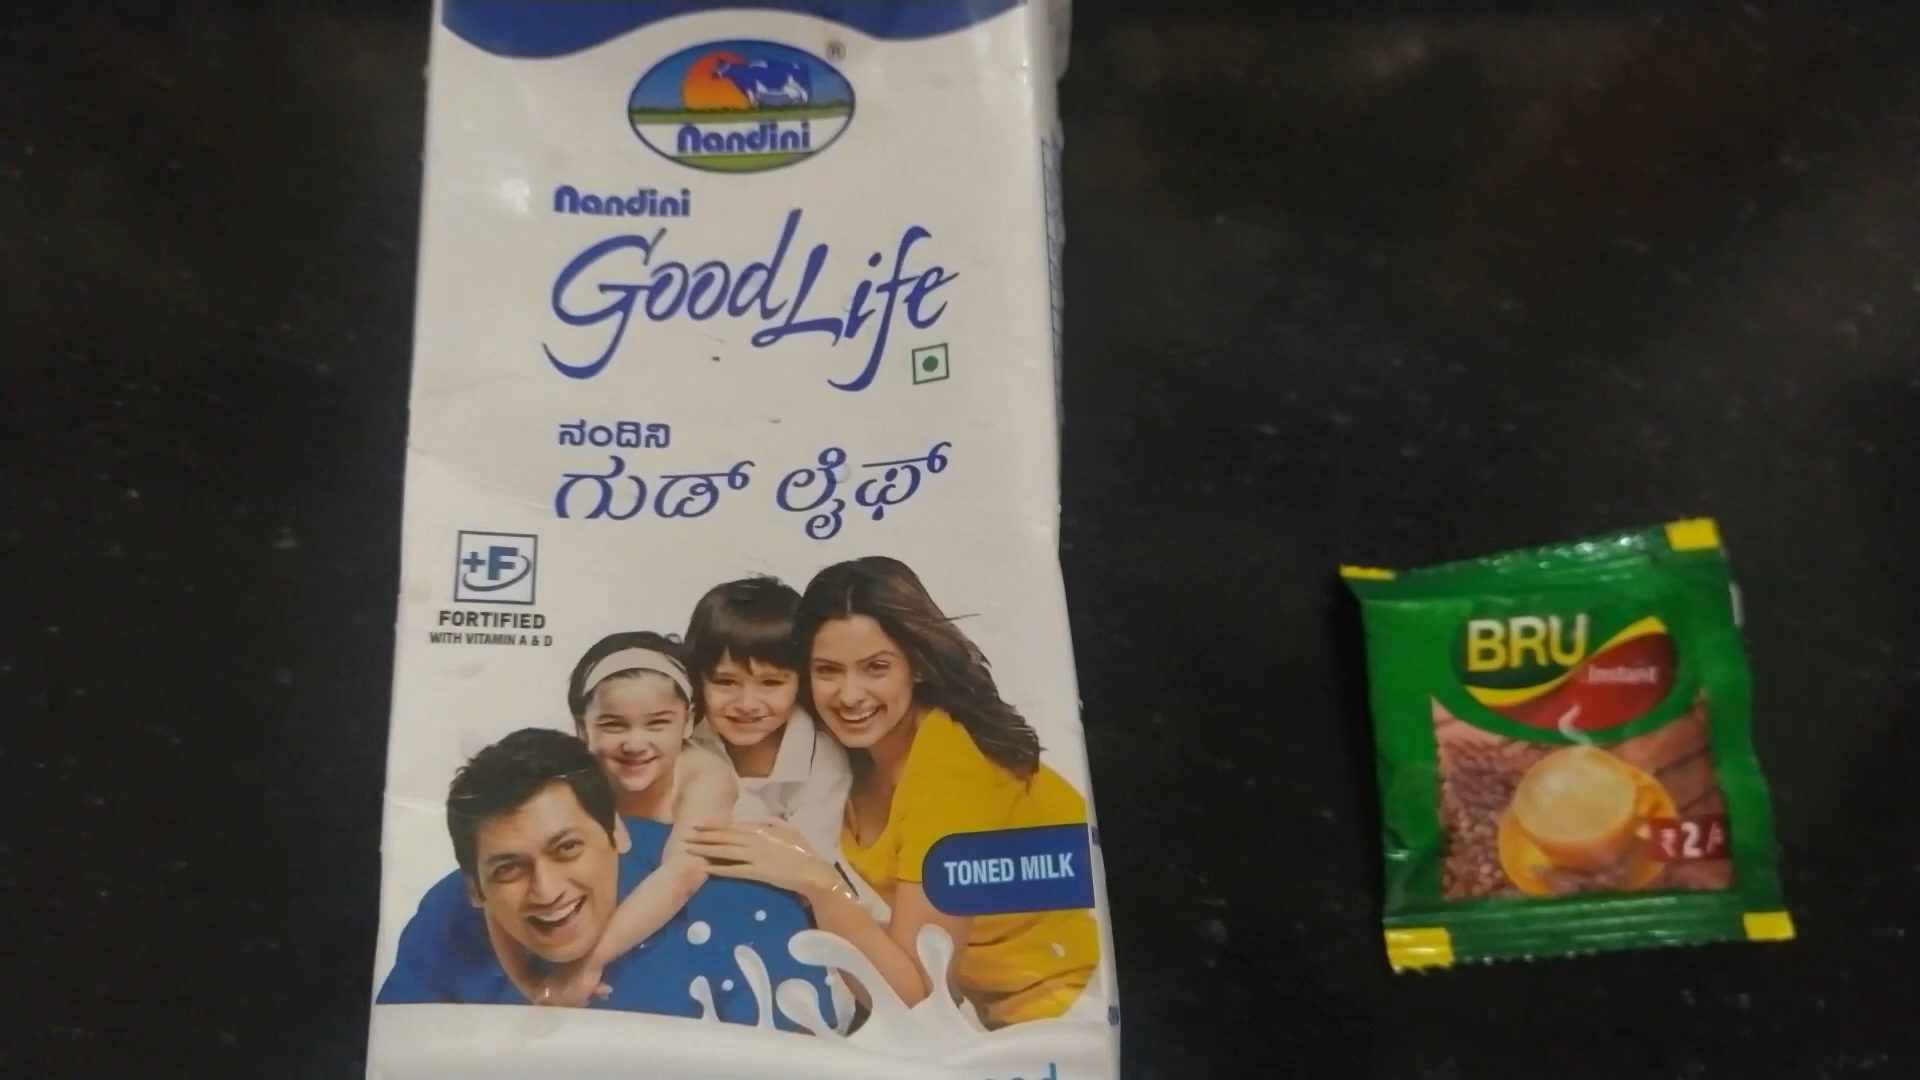 ®
Nandini
Nandini
GoodLife
ನಂದಿನಿ
ಗುಡ್ ಲೈಫ್
+F
FORTIFIED
WITH VITAMIN A & D
TONED MILK
BRU
Instant
₹2/-